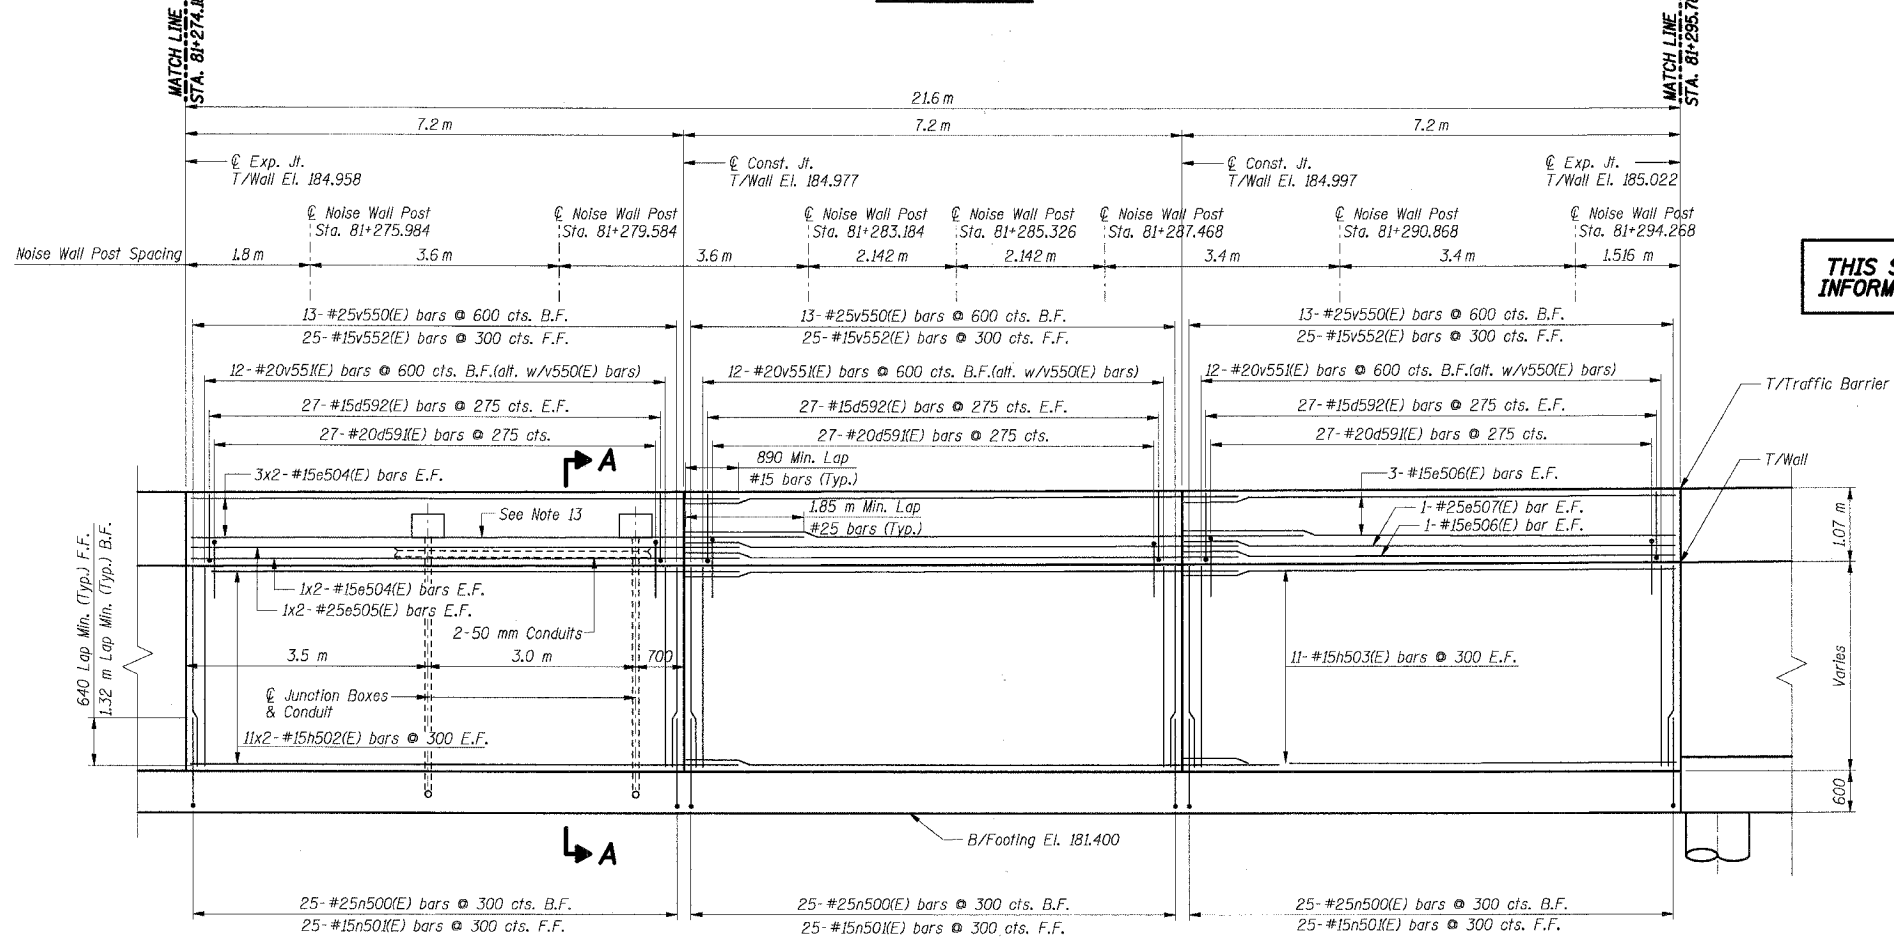 MATCH LINE
STA. 81+274.
MATCH LINE
STA. 81+295.
21.6 m
7.2 m
7.2 m
7.2 m
℄ Exp. Jt.
T/Wall El. 184.958
℄ Const. Jt.
T/Wall El. 184.977
℄ Const. Jt.
T/Wall El. 184.997
℄ Exp. Jt.
T/Wall El. 185.022
℄ Noise Wall Post
Sta. 81+275.984
℄ Noise Wall Post
Sta. 81+279.584
℄ Noise Wall Post
Sta. 81+283.184
℄ Noise Wall Post
Sta. 81+285.326
℄ Noise Wall Post
Sta. 81+287.468
℄ Noise Wall Post
Sta. 81+290.868
℄ Noise Wall Post
Sta. 81+294.268
Noise Wall Post Spacing
1.8 m
3.6 m
3.6 m
2.142 m
2.142 m
3.4 m
3.4 m
1.516 m
THIS S
INFORM
13- #25v550(E) bars @ 600 cts. B.F.
25- #15v552(E) bars @ 300 cts. F.F.
13- #25v550(E) bars @ 600 cts. B.F.
25- #15v552(E) bars @ 300 cts. F.F.
13- #25v550(E) bars @ 600 cts. B.F.
25- #15v552(E) bars @ 300 cts. F.F.
12- #20v551(E) bars @ 600 cts. B.F.(alt. w/v550(E) bars)
12- #20v551(E) bars @ 600 cts. B.F.(alt. w/v550(E) bars)
12- #20v551(E) bars @ 600 cts. B.F.(alt. w/v550(E) bars)
27- #15d592(E) bars @ 275 cts. E.F.
27- #15d592(E) bars @ 275 cts. E.F.
27- #15d592(E) bars @ 275 cts. E.F.
27- #20d591(E) bars @ 275 cts.
27- #20d591(E) bars @ 275 cts.
27- #20d591(E) bars @ 275 cts.
T/Traffic Barrier
T/Wall
A
3x2- #15e504(E) bars E.F.
890 Min. Lap
#15 bars (Typ.)
3- #15e506(E) bars E.F.
See Note 13
1.85 m Min. Lap
#25 bars (Typ.)
1- #25e507(E) bar E.F.
1- #15e506(E) bar E.F.
1.07 m
640 Lap Min. (Typ.) F.F.
1.32 m Lap Min. (Typ.) B.F.
1x2- #15e504(E) bars E.F.
1x2- #25e505(E) bars E.F.
2-50 mm Conduits
3.5 m
3.0 m
700
11- #15h503(E) bars @ 300 E.F.
Varies
℄ Junction Boxes
& Conduit
11x2- #15h502(E) bars @ 300 E.F.
600
B/Footing El. 181.400
A
25- #25n500(E) bars @ 300 cts. B.F.
25- #15n501(E) bars @ 300 cts. F.F.
25- #25n500(E) bars @ 300 cts. B.F.
25- #15n501(E) bars @ 300 cts. F.F.
25- #25n500(E) bars @ 300 cts. B.F.
25- #15n501(E) bars @ 300 cts. F.F.